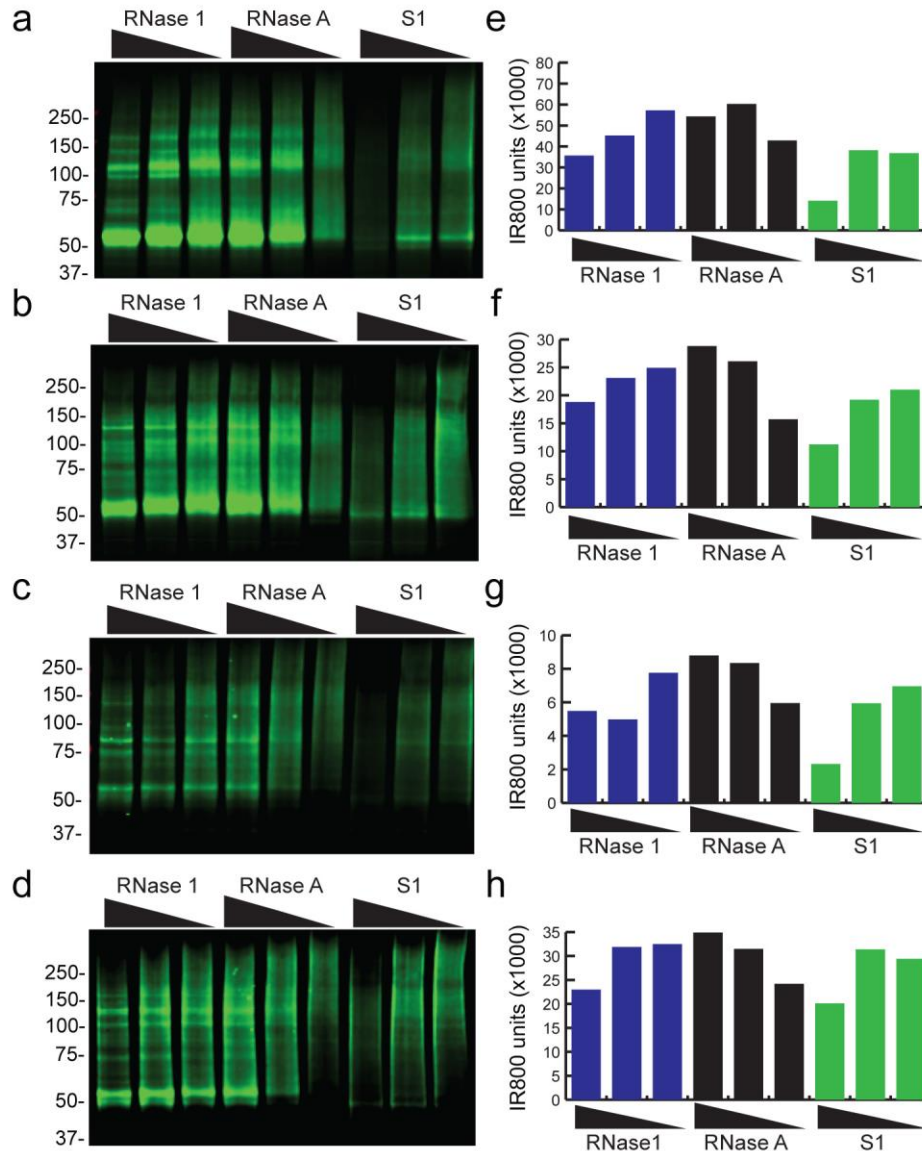 a
RNase 1 RNase A S1
250-
150-
100-
75-
50-
37-
e
IR800 units (x1000)
80
70
60
50
40
30
20
10
0
RNase 1 RNase A S1
b
RNase 1 RNase A S1
250-
150-
100-
75-
50-
37-
f
IR800 units (x1000)
30
25
20
15
10
5
0
RNase 1 RNase A S1
c
RNase 1 RNase A S1
250-
150-
100-
75-
50-
37-
g
IR800 units (x1000)
10
8
6
4
2
0
RNase 1 RNase A S1
d
RNase 1 RNase A S1
250-
150-
100-
75-
50-
37-
h
IR800 units (x1000)
35
30
25
20
15
10
5
0
RNase1 RNase A S1